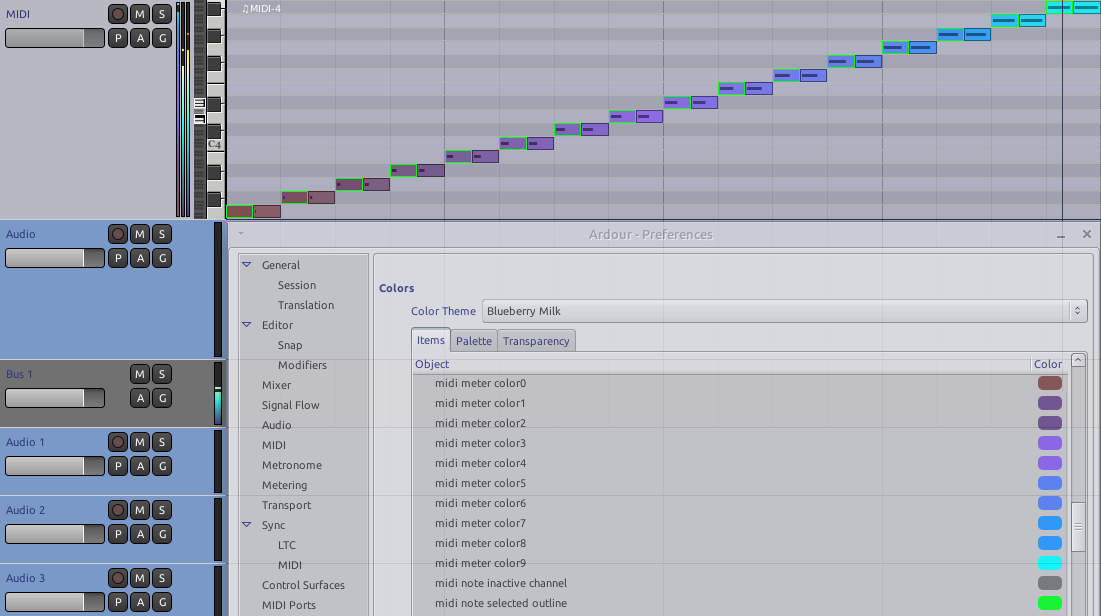 MIDI
M S
P A G
♫MIDI-4
C4
Audio
M S
P A G
Bus 1
M S
A G
Audio 1
M S
P A G
Audio 2
M S
P A G
Audio 3
M S
P A G
Ardour - Preferences
General
Session
Translation
Editor
Snap
Modifiers
Mixer
Signal Flow
Audio
MIDI
Metronome
Metering
Transport
Sync
LTC
MIDI
Control Surfaces
MIDI Ports
Colors
Color Theme Blueberry Milk
Items Palette Transparency
Object Color
midi meter color0
midi meter color1
midi meter color2
midi meter color3
midi meter color4
midi meter color5
midi meter color6
midi meter color7
midi meter color8
midi meter color9
midi note inactive channel
midi note selected outline